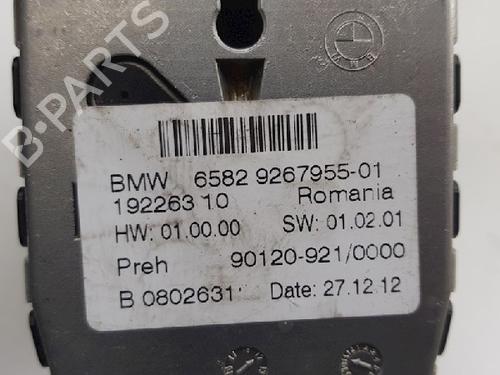 B-PARTS
BMW 6582 9267955-01
192263 10 Romania
HW: 01.00.00 SW: 01.02.01
Preh 90120-921/0000
B 0802631
Date: 27.12.12